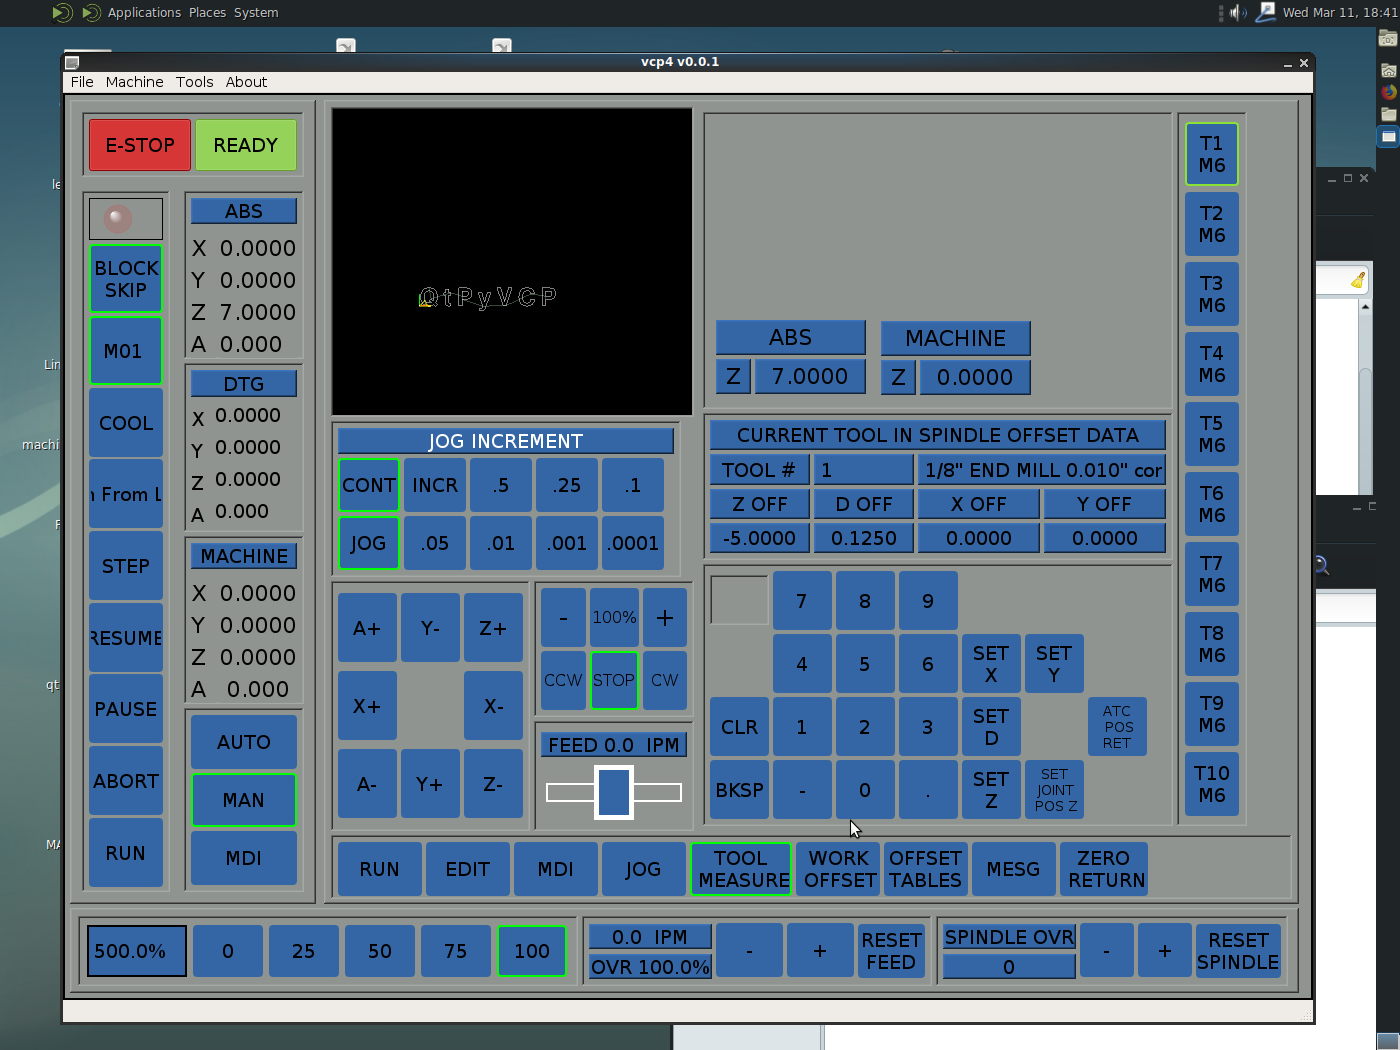 Applications Places System
Wed Mar 11, 18:41
vcp4 v0.0.1
File Machine Tools About
E-STOP
READY
BLOCK
SKIP
M01
COOL
From L
STEP
RESUME
PAUSE
ABORT
RUN
ABS
X 0.0000
Y 0.0000
Z 7.0000
A 0.000
DTG
X 0.0000
Y 0.0000
Z 0.0000
A 0.000
MACHINE
X 0.0000
Y 0.0000
Z 0.0000
A 0.000
AUTO
MAN
MDI
QtPyVCP
JOG INCREMENT
CONT INCR .5 .25 .1
JOG .05 .01 .001 .0001
A+ Y- Z+
X+ X-
A- Y+ Z-
- 100% +
CCW STOP CW
FEED 0.0 IPM
ABS
Z 7.0000
MACHINE
Z 0.0000
CURRENT TOOL IN SPINDLE OFFSET DATA
TOOL # 1 1/8" END MILL 0.010" cor
Z OFF D OFF X OFF Y OFF
-5.0000 0.1250 0.0000 0.0000
7 8 9
4 5 6 SET X SET Y
CLR 1 2 3 SET D ATC POS RET
BKSP - 0 . SET Z SET JOINT POS Z
T1
M6
T2
M6
T3
M6
T4
M6
T5
M6
T6
M6
T7
M6
T8
M6
T9
M6
T10
M6
RUN EDIT MDI JOG TOOL MEASURE WORK OFFSET OFFSET TABLES MESG ZERO RETURN
500.0% 0 25 50 75 100
0.0 IPM
OVR 100.0%
- + RESET FEED
SPINDLE OVR
0
- + RESET SPINDLE
le
Lin
machi
qt
MA